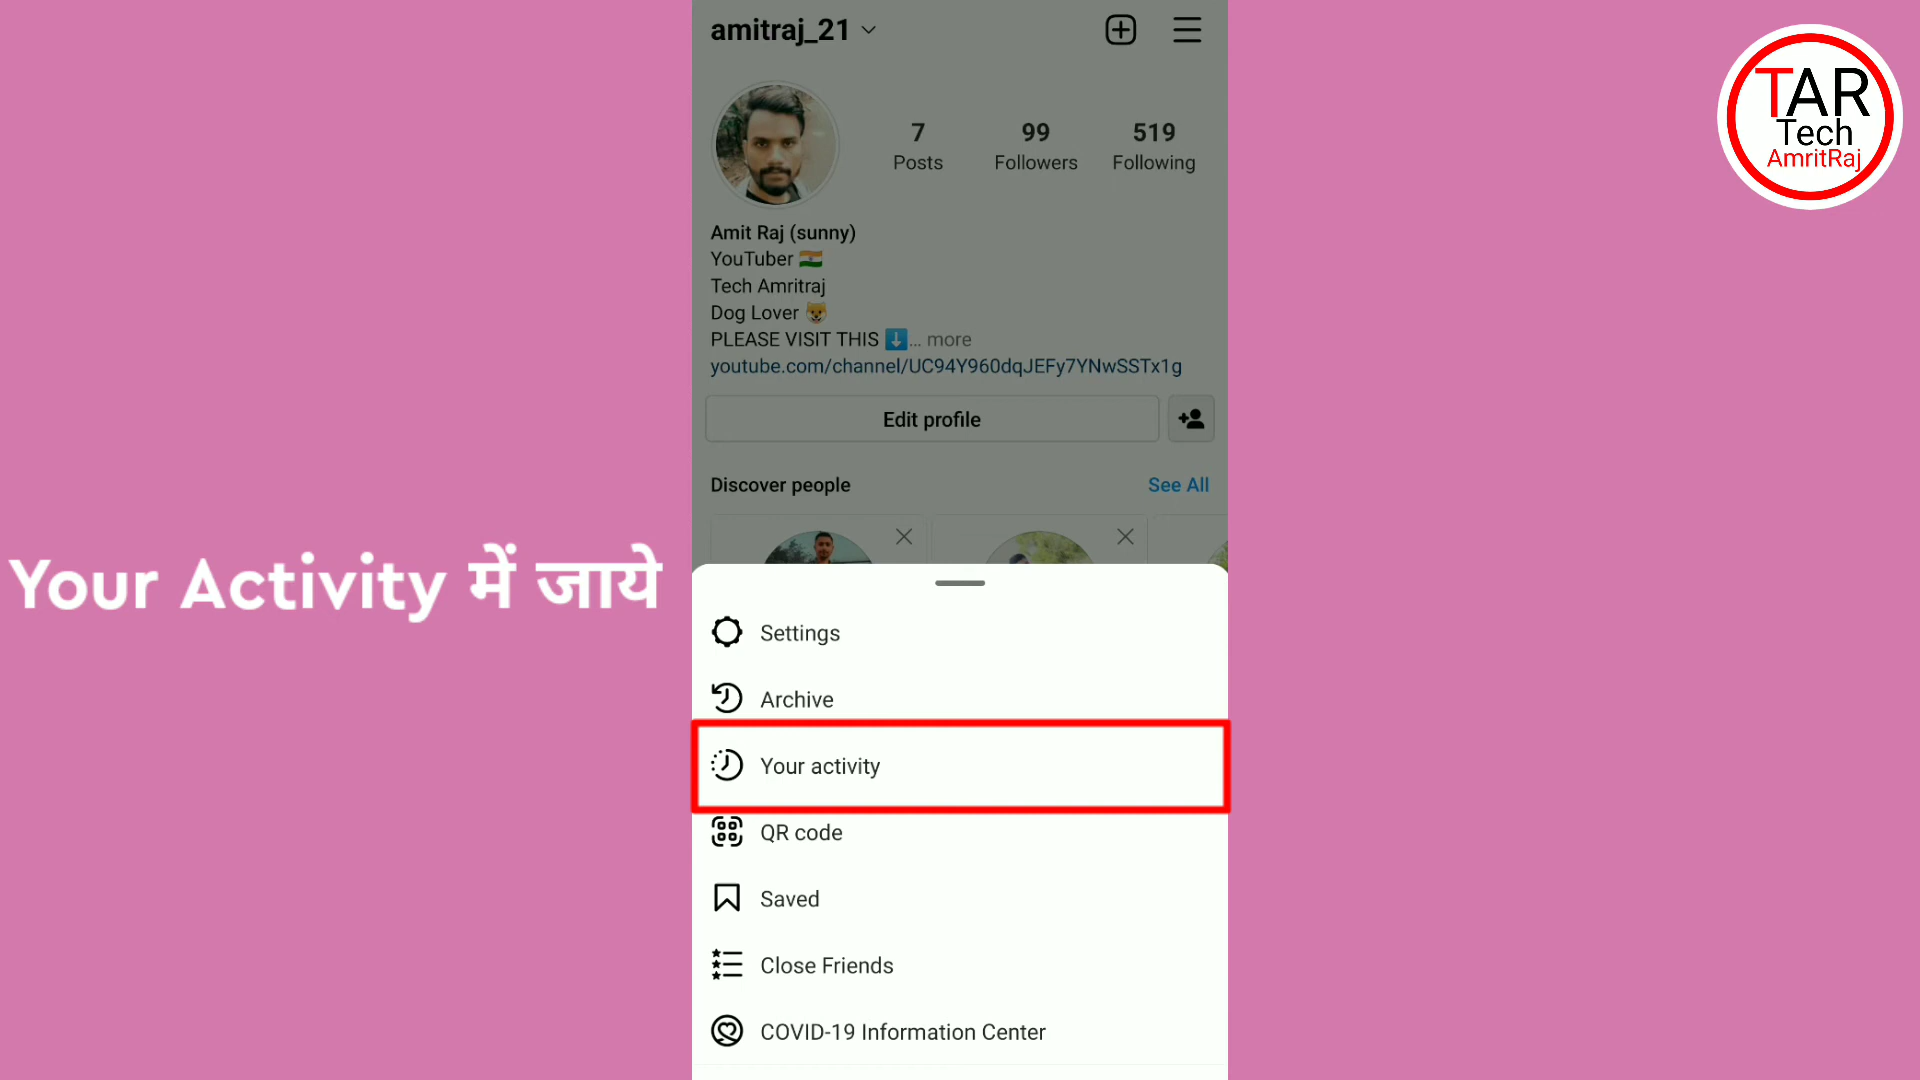 amitraj_21
7
99
519
Posts
Followers
Following
Amit Raj (sunny)
YouTuber 🇮🇳
Tech Amritraj
Dog Lover 🐶
PLEASE VISIT THIS ⬇️... more
youtube.com/channel/UC94Y960dqJEFy7YNwSSTx1g
Edit profile
Discover people
See All
Your Activity में जाये
Settings
Archive
Your activity
QR code
Saved
Close Friends
COVID-19 Information Center
TAR
Tech
AmritRaj